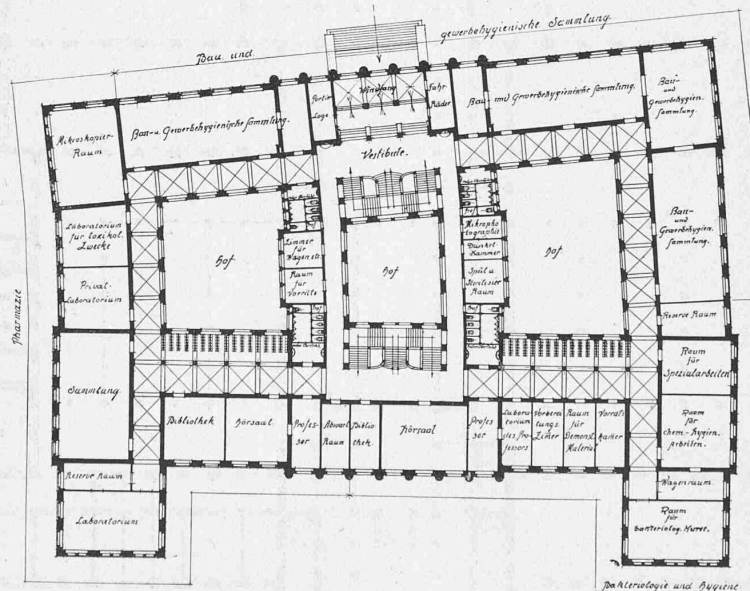 Bau und
gewerbehygienische Sammlung
Portier
Loge
Windfang
Fahr-
Räder
Mikroskopier-
Raum
Bau-u. Gewerbehygienische Sammlung.
Bau- und Gewerbehygienische Sammlung.
Bau-
und
Gewerbehygien.
Sammlung.
Vestibule.
Laboratorium
für toxikol.
Zwecke
Privat-
Laboratorium
Hof
Zimmer
für
Wagen etc.
Raum
für
Vorräte
Hof
Mikropho-
tographie
Dunkel-
Kammer
Spül u
Sterilisier
Raum
Hof
Bau-
und
Gewerbehygien.
Sammlung.
Reserve Raum
Pharmazie
Sammlung
Raum
für
Spezialarbeiten
Raum
für
chem.-hygien.
Arbeiten.
Bibliothek
Hörsaal
Profes-
sor
Abwart
Raum
Biblio
thek.
Hörsaal
Profes
sor
Labora-
torium
des Pro-
fessors
Vorberei
tungs
Zimer
Raum
für
Demonst.
Material
Vorrats
kamer
Reserve Raum
Laboratorium
Wagenraum.
Raum
für
bakteriolog. Kurse.
Bakteriologie und Hygiene